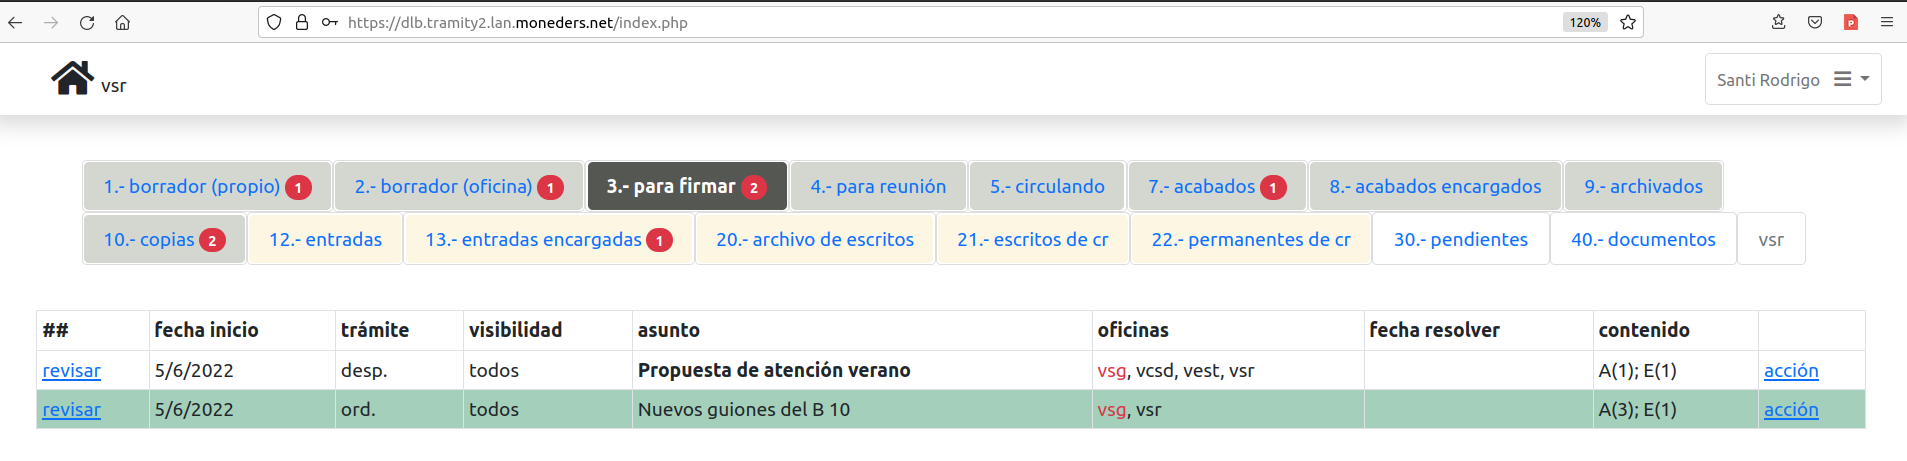 https://dlb.tramity2.lan.moneders.net/index.php 120%
vsr Santi Rodrigo
1.- borrador (propio) 1 2.- borrador (oficina) 1 3.- para firmar 2 4.- para reunión 5.- circulando 7.- acabados 1 8.- acabados encargados 9.- archivados
10.- copias 2 12.- entradas 13.- entradas encargadas 1 20.- archivo de escritos 21.- escritos de cr 22.- permanentes de cr 30.- pendientes 40.- documentos vsr
## fecha inicio trámite visibilidad asunto oficinas fecha resolver contenido
revisar 5/6/2022 desp. todos Propuesta de atención verano vsg, vcsd, vest, vsr A(1); E(1) acción
revisar 5/6/2022 ord. todos Nuevos guiones del B 10 vsg, vsr A(3); E(1) acción